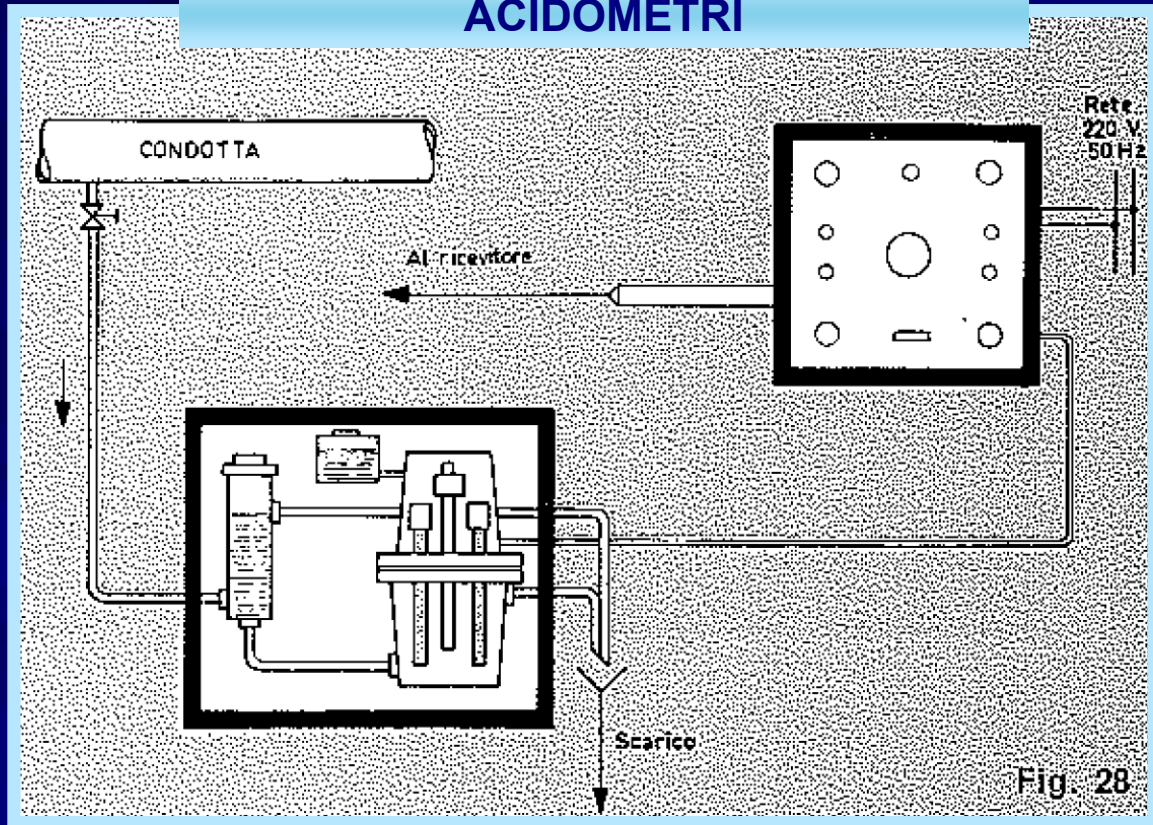 ACIDOMETRI
CONDOTTA
Rete
220 V.
50 Hz
Al ricevitore
Scarico
Fig. 28